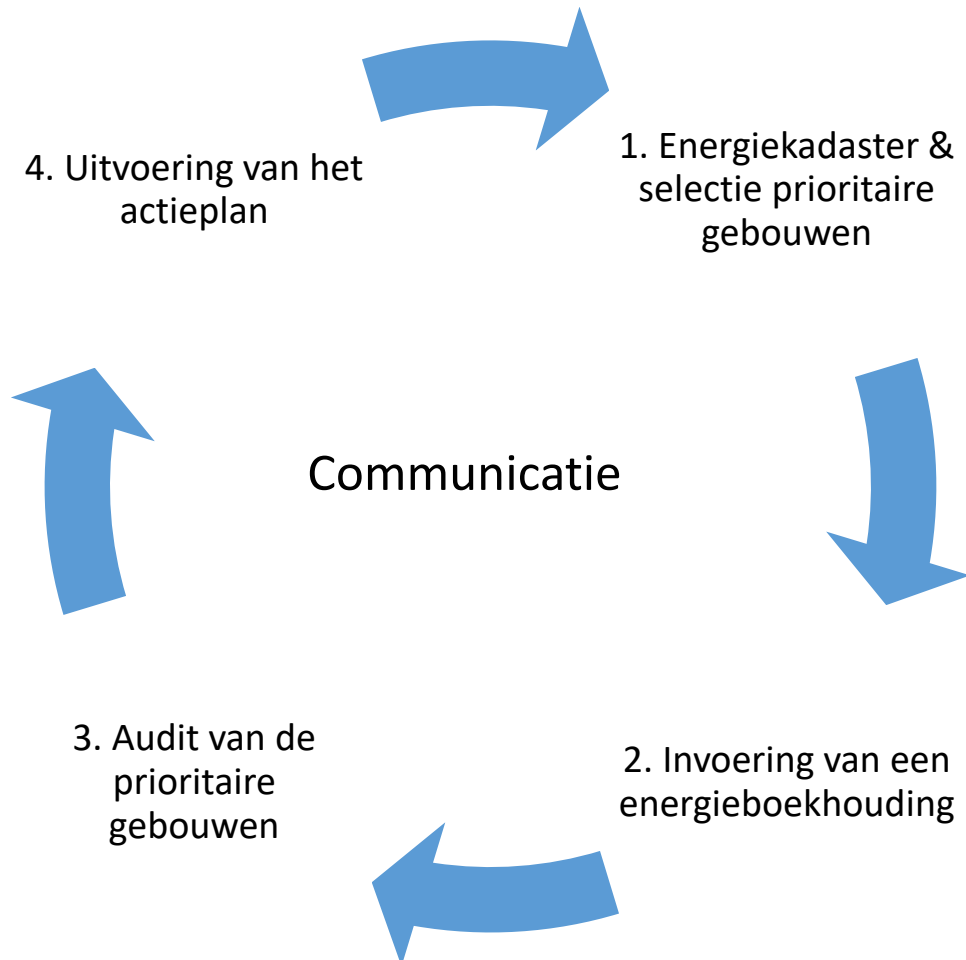 1. Energiekadaster &
selectie prioritaire
gebouwen
2. Invoering van een
energieboekhouding
3. Audit van de
prioritaire
gebouwen
4. Uitvoering van het
actieplan
Communicatie